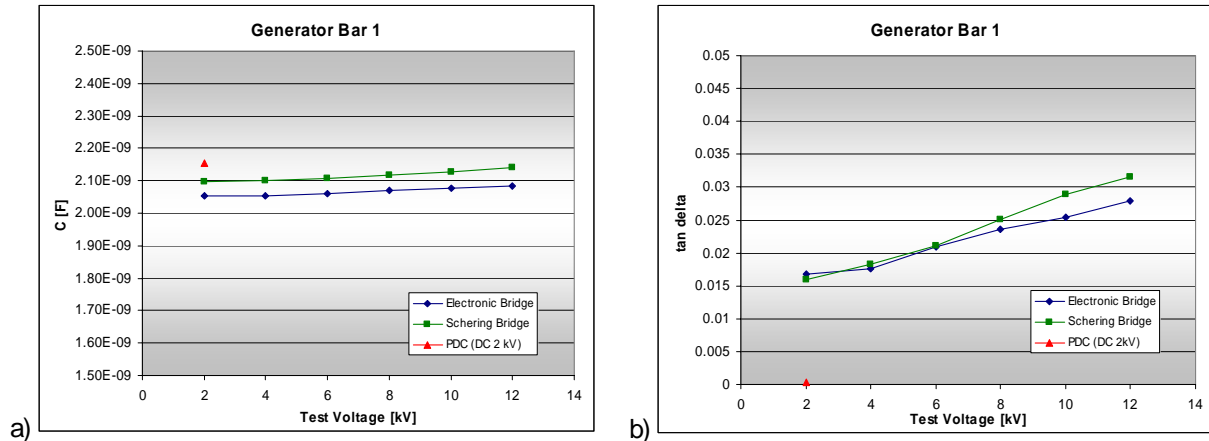 Generator Bar 1
2.50E-09
2.40E-09
2.30E-09
2.20E-09
2.10E-09
2.00E-09
1.90E-09
1.80E-09
1.70E-09
1.60E-09
1.50E-09
C [F]
Electronic Bridge
Schering Bridge
PDC (DC 2 kV)
0 2 4 6 8 10 12 14
Test Voltage [kV]
a)
Generator Bar 1
0.05
0.045
0.04
0.035
0.03
0.025
0.02
0.015
0.01
0.005
0
tan delta
Electronic Bridge
Schering Bridge
PDC (DC 2kV)
0 2 4 6 8 10 12 14
Test Voltage [kV]
b)